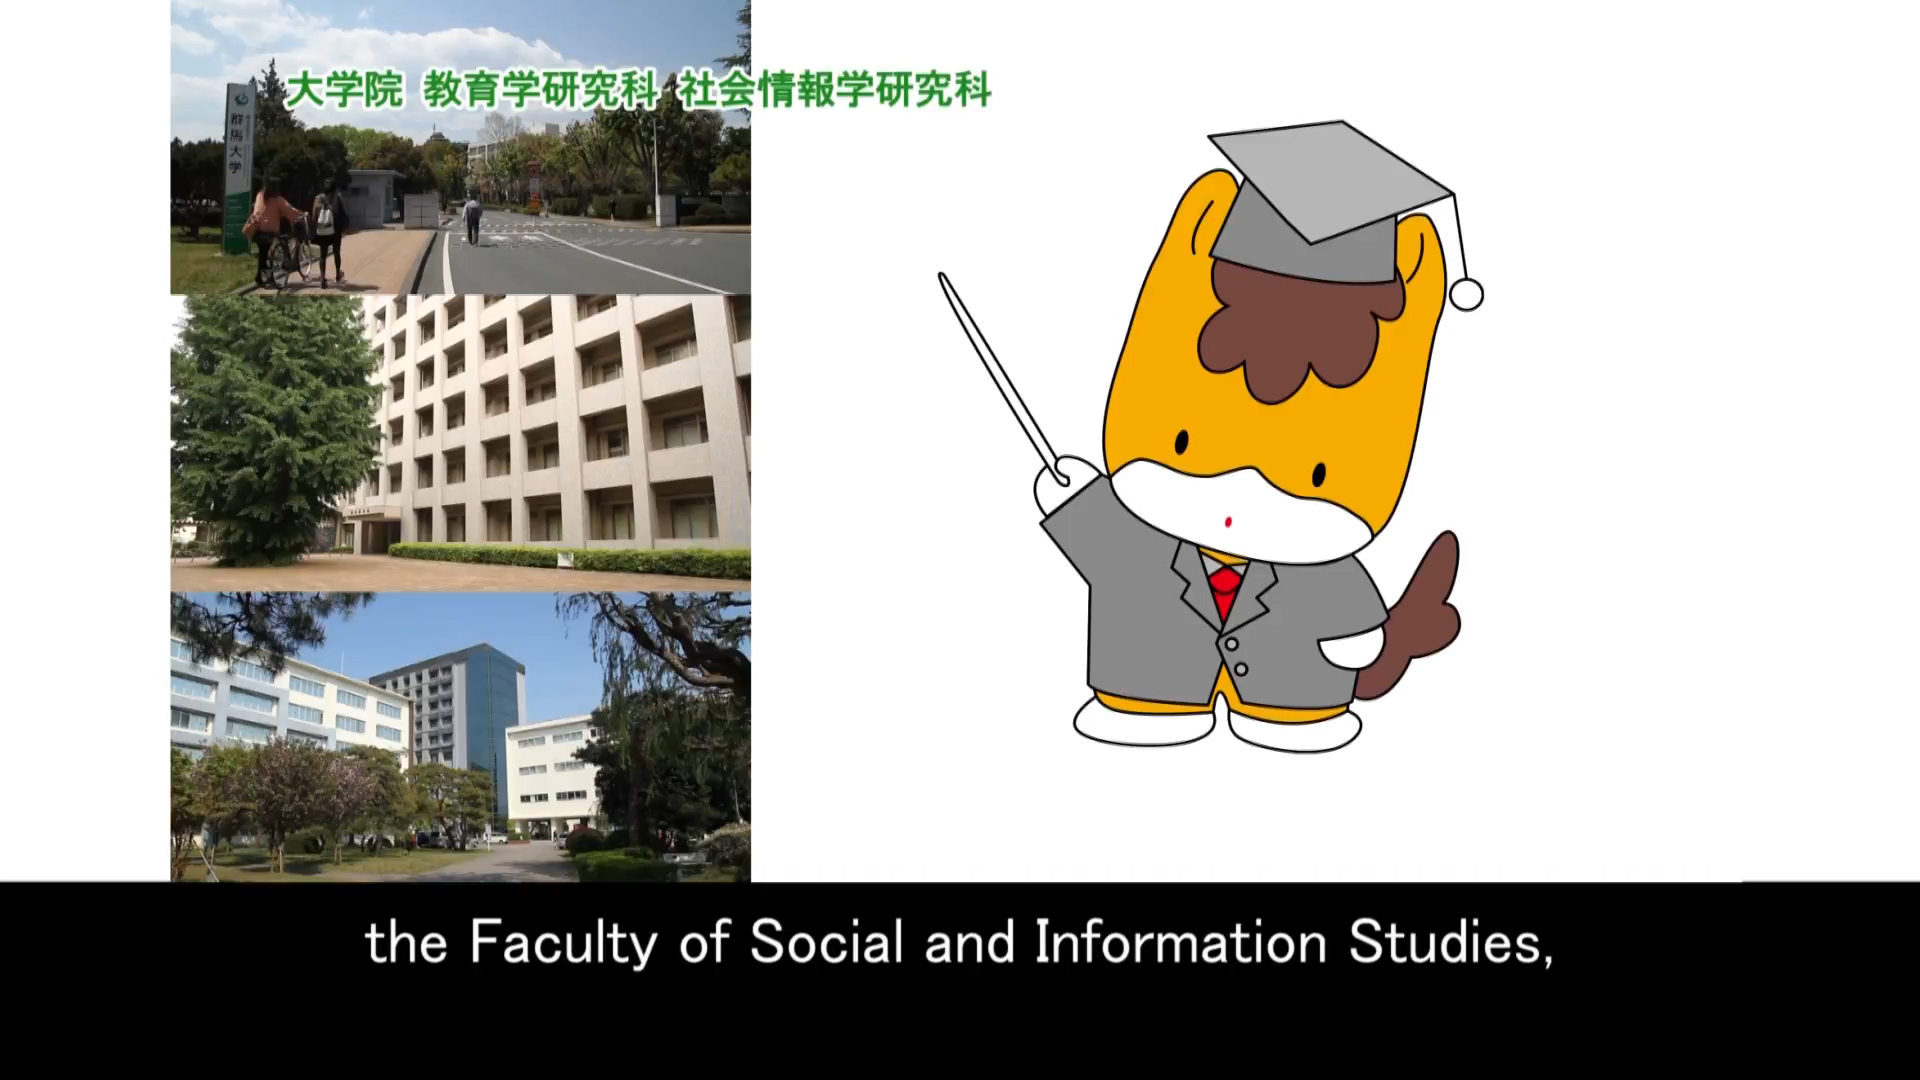 大学院 教育学研究科 社会情報学研究科
群馬大学
the Faculty of Social and Information Studies,